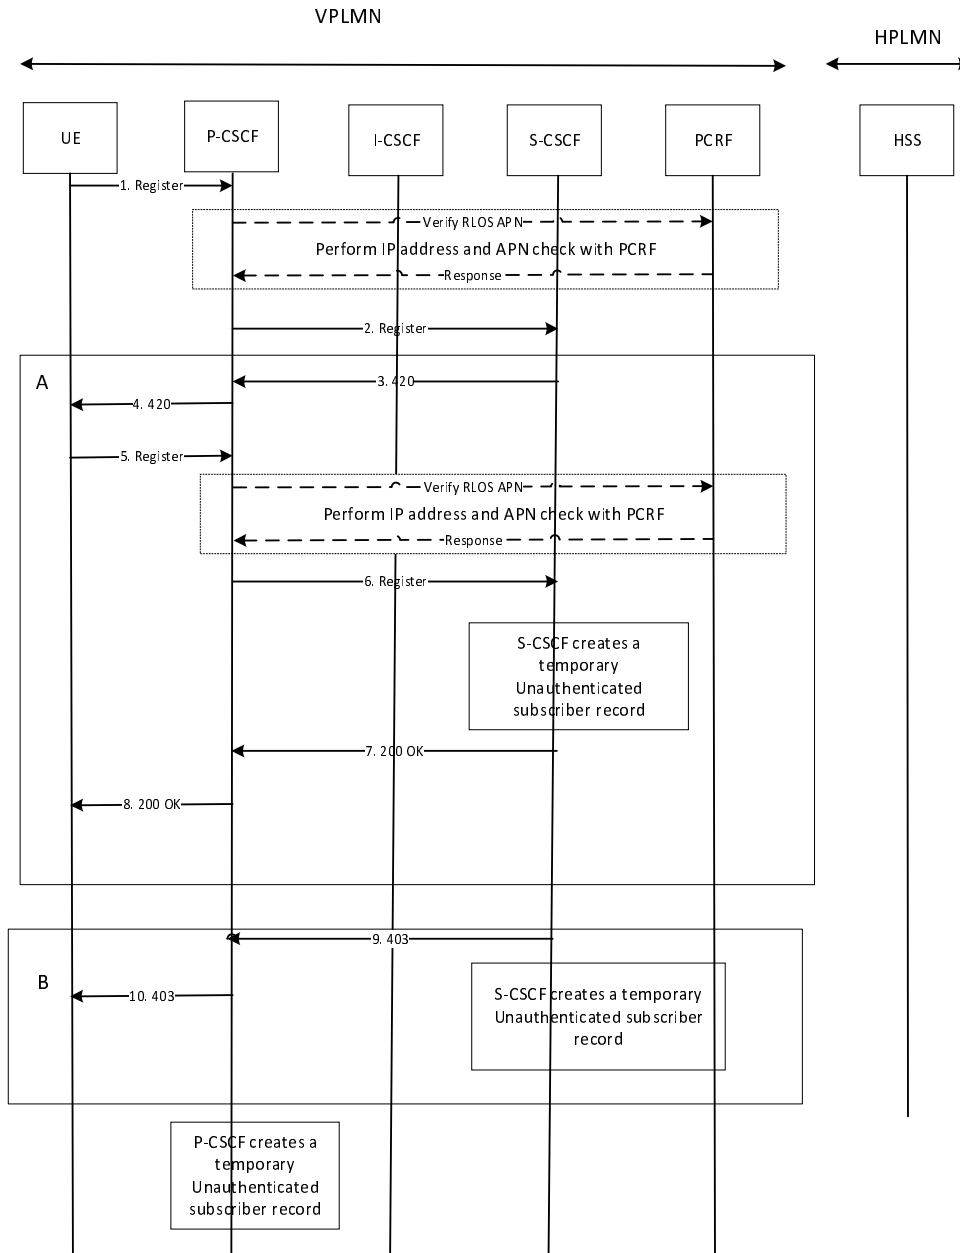 VPLMN
HPLMN
UE
P-CSCF
I-CSCF
S-CSCF
PCRF
HSS
1. Register
Verify RLOS APN
Perform IP address and APN check with PCRF
Response
2. Register
A
3. 420
4. 420
5. Register
Verify RLOS APN
Perform IP address and APN check with PCRF
Response
6. Register
S-CSCF creates a
temporary
Unauthenticated
subscriber record
7. 200 OK
8. 200 OK
9. 403
B
10. 403
S-CSCF creates a temporary
Unauthenticated subscriber
record
P-CSCF creates a
temporary
Unauthenticated
subscriber record